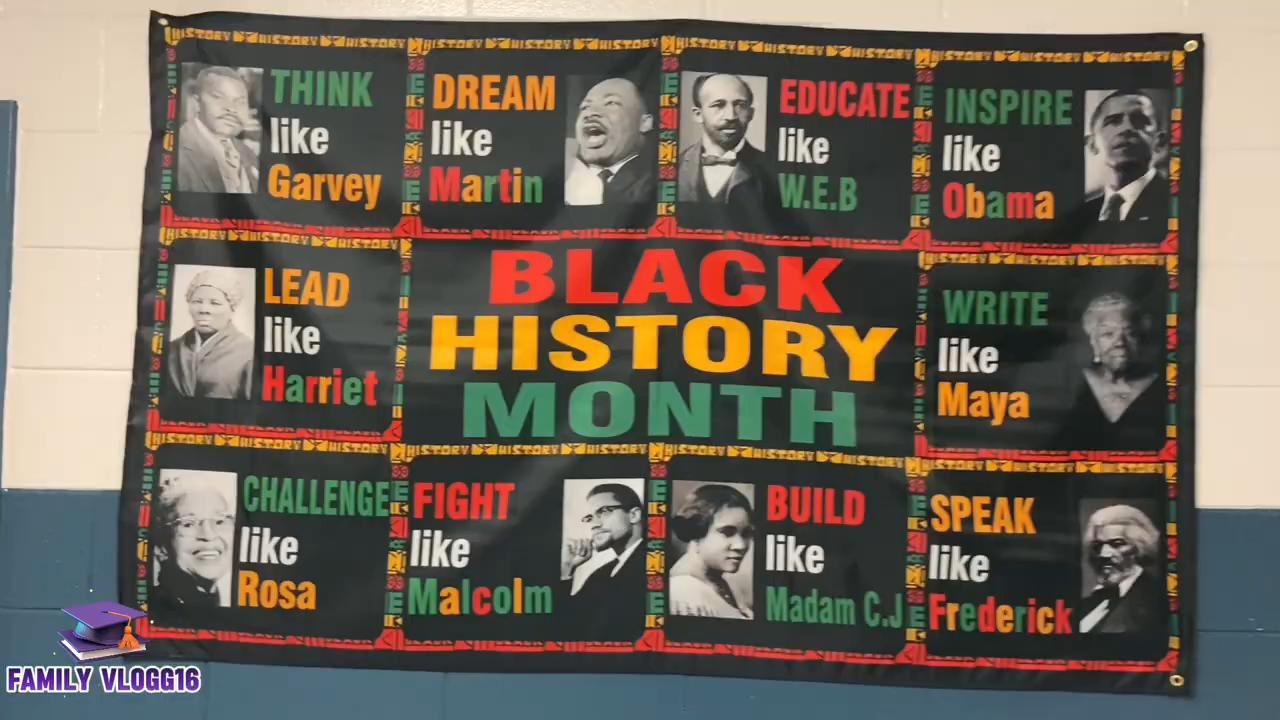 THINK
like
Garvey
DREAM
like
Martin
EDUCATE
like
W.E.B
INSPIRE
like
Obama
LEAD
like
Harriet
BLACK
HISTORY
MONTH
WRITE
like
Maya
CHALLENGE
like
Rosa
FIGHT
like
Malcolm
BUILD
like
Madam C.J
SPEAK
like
Frederick
FAMILY VLOGG16